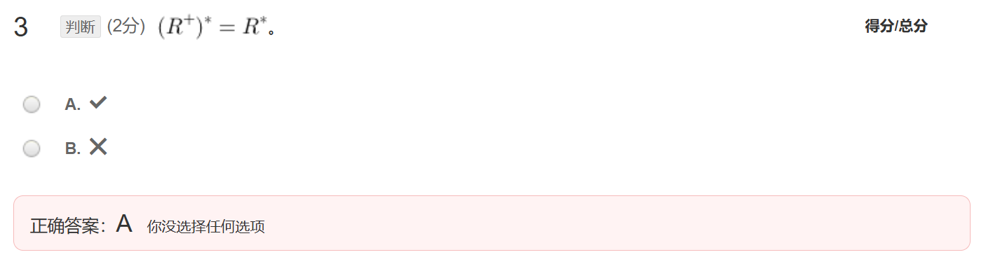 3 判断 (2分) $(R^+)^* = R^*$。 得分/总分
A. ✓
B. ✕
正确答案：A 你没选择任何选项